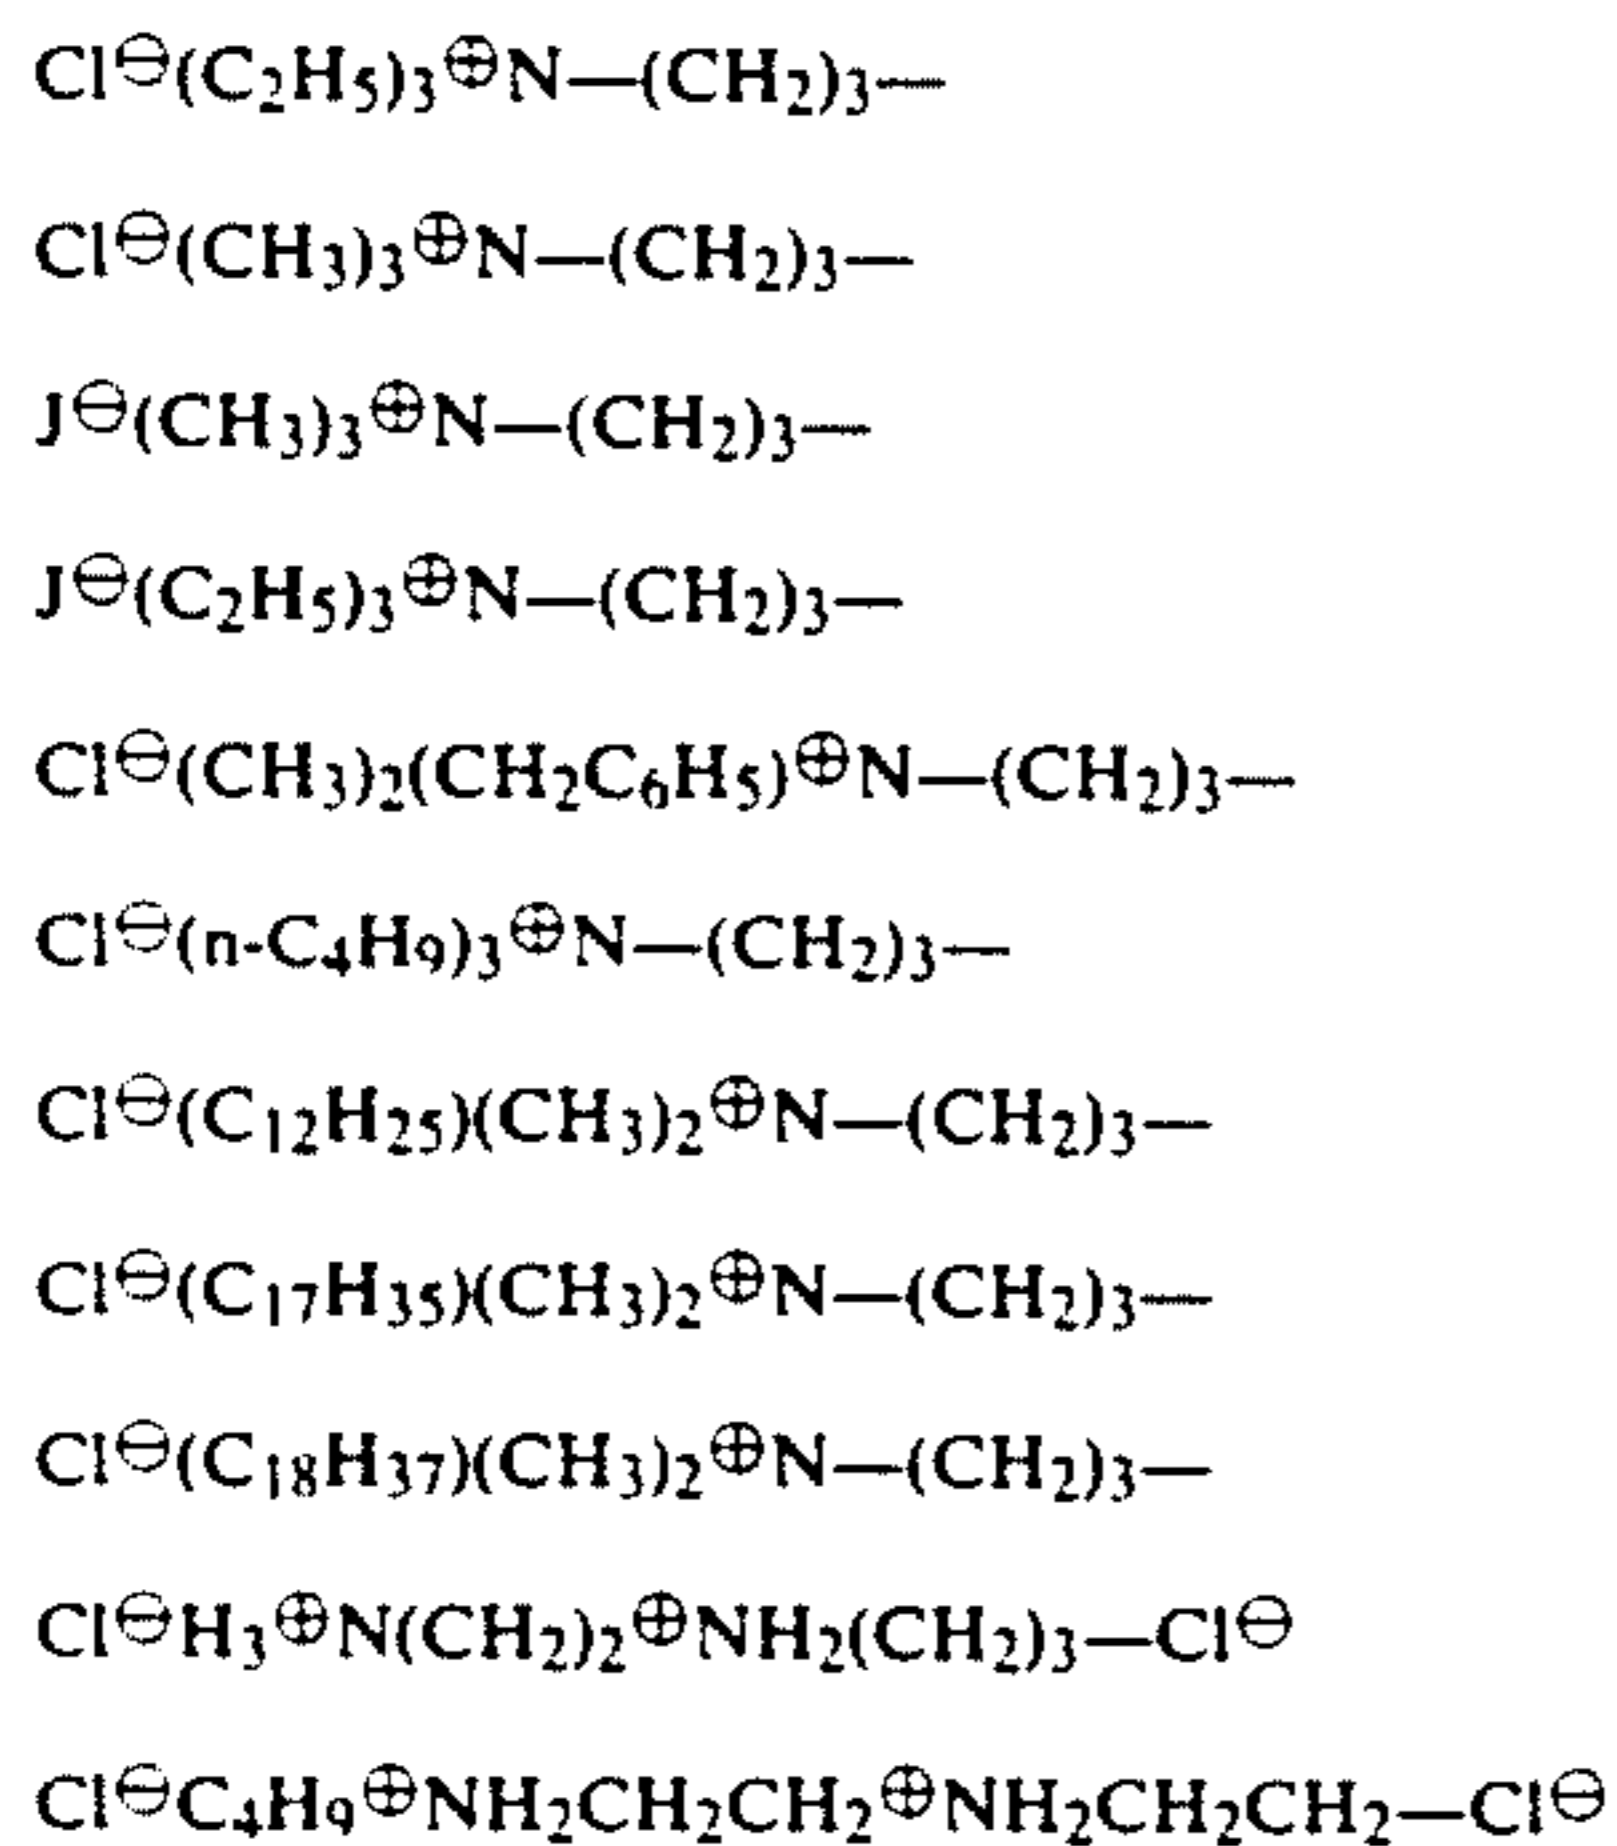 Cl⊖(C₂H₅)₃⊕N—(CH₂)₃—
Cl⊖(CH₃)₃⊕N—(CH₂)₃—
J⊖(CH₃)₃⊕N—(CH₂)₃—
J⊖(C₂H₅)₃⊕N—(CH₂)₃—
Cl⊖(CH₃)₂(CH₂C₆H₅)⊕N—(CH₂)₃—
Cl⊖(n-C₄H₉)₃⊕N—(CH₂)₃—
Cl⊖(C₁₂H₂₅)(CH₃)₂⊕N—(CH₂)₃—
Cl⊖(C₁₇H₃₅)(CH₃)₂⊕N—(CH₂)₃—
Cl⊖(C₁₈H₃₇)(CH₃)₂⊕N—(CH₂)₃—
Cl⊖H₃⊕N(CH₂)₂⊕NH₂(CH₂)₃—Cl⊖
Cl⊖C₄H₉⊕NH₂CH₂CH₂⊕NH₂CH₂CH₂—Cl⊖